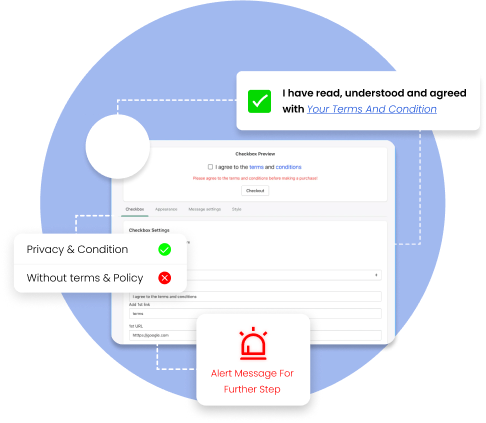 I have read, understood and agreed
with Your Terms And Condition
Checkbox Preview
I agree to the terms and conditions
Please agree to the terms and conditions before making a purchase!
Checkout
Checkbox Appearance Message settings Style
Checkbox Settings
Privacy & Condition
Without terms & Policy
I agree to the terms and conditions
Add 1st link
terms
1st URL
https://google.com
Alert Message For
Further Step